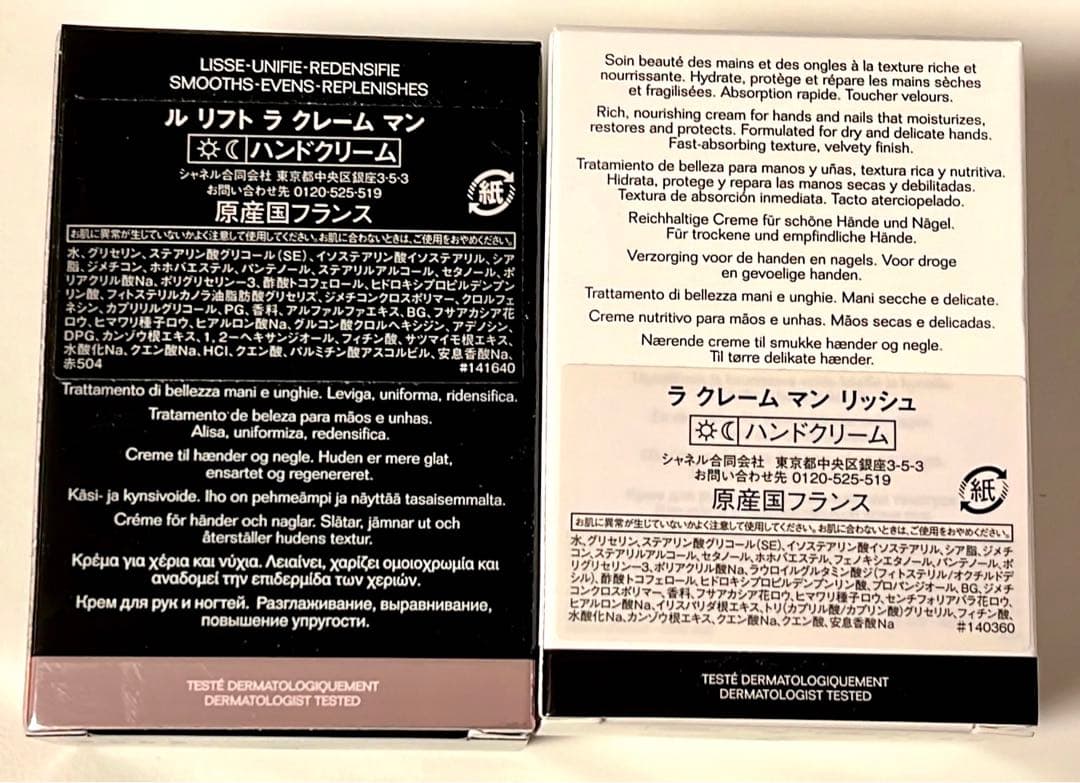 LISSE-UNIFIE-REDENSIFIE
SMOOTHS-EVENS-REPLENISHES
ル リフト ラ クレーム マン
ハンドクリーム
シャネル合同会社 東京都中央区銀座3-5-3
お問い合わせ先 0120-525-519
原産国フランス
紙
お肌に異常が生じていないかよく注意して使用してください。お肌に合わないときは、ご使用をおやめください。
水、グリセリン、ステアリン酸グリコール(SE)、イソステアリン酸イソステアリル、シア
脂、ジメチコン、ホホバエステル、パンテノール、ステアリルアルコール、セタノール、ポ
リアクリル酸Na、ポリグリセリン-3、酢酸トコフェロール、ヒドロキシプロピルデンプン
リン酸、フィトステリルカノラ油脂肪酸グリセリズ、ジメチコンクロスポリマー、クロルフェ
ネシン、カプリリルグリコール、PG、香料、アルファルファエキス、BG、フサアカシア花
ロウ、ヒマワリ種子ロウ、ヒアルロン酸Na、グルコン酸クロルヘキシジン、アデノシン、
DPG、カンゾウ根エキス、1,2-ヘキサンジオール、フィチン酸、サツマイモ根エキス、
水酸化Na、クエン酸Na、HCl、クエン酸、パルミチン酸アスコルビル、安息香酸Na、
赤504 #141640
Trattamento di bellezza mani e unghie. Leviga, uniforma, ridensifica.
Tratamento de beleza para mãos e unhas.
Alisa, uniformiza, redensifica.
Creme til hænder og negle. Huden er mere glat,
ensartet og regenereret.
Käsi- ja kynsivoide. Iho on pehmeämpi ja näyttää tasaisemmalta.
Créme för händer och naglar. Slätar, jämnar ut och
återställer hudens textur.
Κρέμα για χέρια και νύχια. Λειαίνει, χαρίζει ομοιοχρωμία και
αναδομεί την επιδερμίδα των χεριών.
Крем для рук и ногтей. Разглаживание, выравнивание,
повышение упругости.
TESTÉ DERMATOLOGIQUEMENT
DERMATOLOGIST TESTED
Soin beauté des mains et des ongles à la texture riche et
nourrissante. Hydrate, protège et répare les mains sèches
et fragilisées. Absorption rapide. Toucher velours.
Rich, nourishing cream for hands and nails that moisturizes,
restores and protects. Formulated for dry and delicate hands.
Fast-absorbing texture, velvety finish.
Tratamiento de belleza para manos y uñas, textura rica y nutritiva.
Hidrata, protege y repara las manos secas y debilitadas.
Textura de absorción inmediata. Tacto aterciopelado.
Reichhaltige Creme für schöne Hände und Nägel.
Für trockene und empfindliche Hände.
Verzorging voor de handen en nagels. Voor droge
en gevoelige handen.
Trattamento di bellezza mani e unghie. Mani secche e delicate.
Creme nutritivo para mãos e unhas. Mãos secas e delicadas.
Nærende creme til smukke hænder og negle.
Til tørre delikate hænder.
ラ クレーム マン リッシュ
ハンドクリーム
シャネル合同会社 東京都中央区銀座3-5-3
お問い合わせ先 0120-525-519
原産国フランス
紙
お肌に異常が生じていないかよく注意して使用してください。お肌に合わないときは、ご使用をおやめください。
水、グリセリン、ステアリン酸グリコール(SE)、イソステアリン酸イソステアリル、シア脂、ジメチ
コン、ステアリルアルコール、セタノール、ホホバエステル、フェノキシエタノール、パンテノール、ポ
リグリセリン-3、ポリアクリル酸Na、ラウロイルグルタミン酸ジ(フィトステリル/オクチルドデ
シル)、酢酸トコフェロール、ヒドロキシプロピルデンプンリン酸、プロパンジオール、BG、ジメチ
コンクロスポリマー、香料、フサアカシア花ロウ、ヒマワリ種子ロウ、センチフォリアバラ花ロウ、
ヒアルロン酸Na、イリスパリダ根エキス、トリ(カプリル酸/カプリン酸)グリセリル、フィチン酸、
水酸化Na、カンゾウ根エキス、クエン酸Na、クエン酸、安息香酸Na #140360
TESTÉ DERMATOLOGIQUEMENT
DERMATOLOGIST TESTED